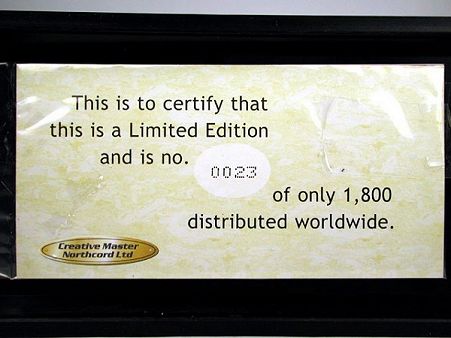 This is to certify that
this is a Limited Edition
and is no. 0023
of only 1,800
distributed worldwide.
Creative Master
Northcord Ltd